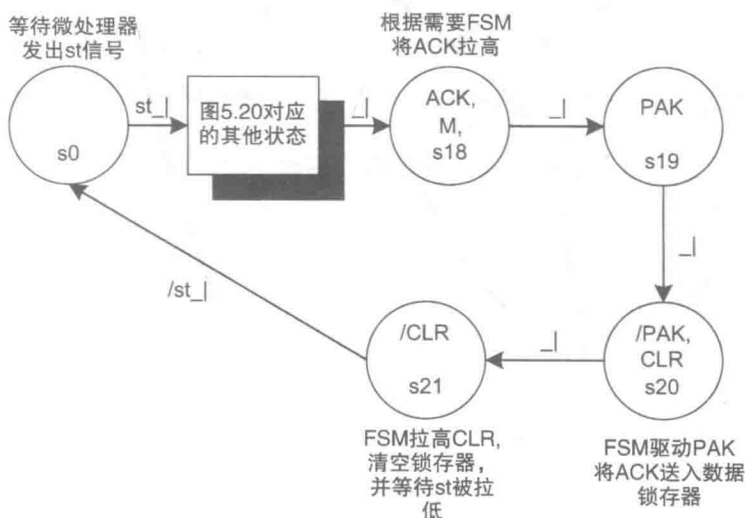 等待微处理器
发出st信号
根据需要FSM
将ACK拉高
st_|
图5.20对应
的其他状态
_|
ACK,
M,
s18
_|
PAK
s19
s0
_|
/st_|
/CLR
s21
_|
/PAK,
CLR
s20
FSM拉高CLR,
清空锁存器,
并等待st被拉
低
FSM驱动PAK
将ACK送入数据
锁存器